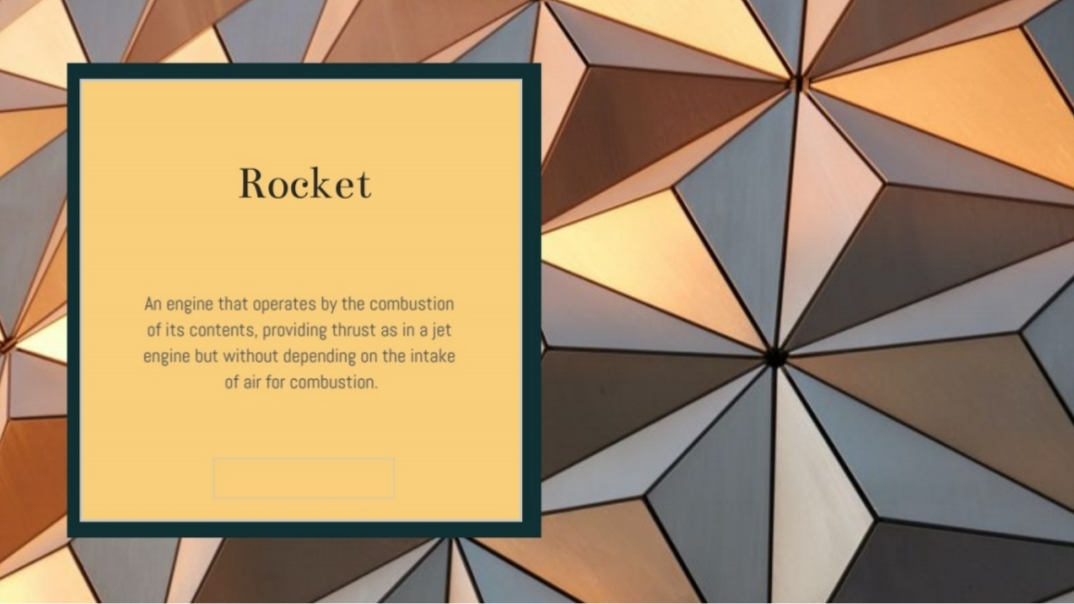 Rocket
An engine that operates by the combustion
of its contents, providing thrust as in a jet
engine but without depending on the intake
of air for combustion.